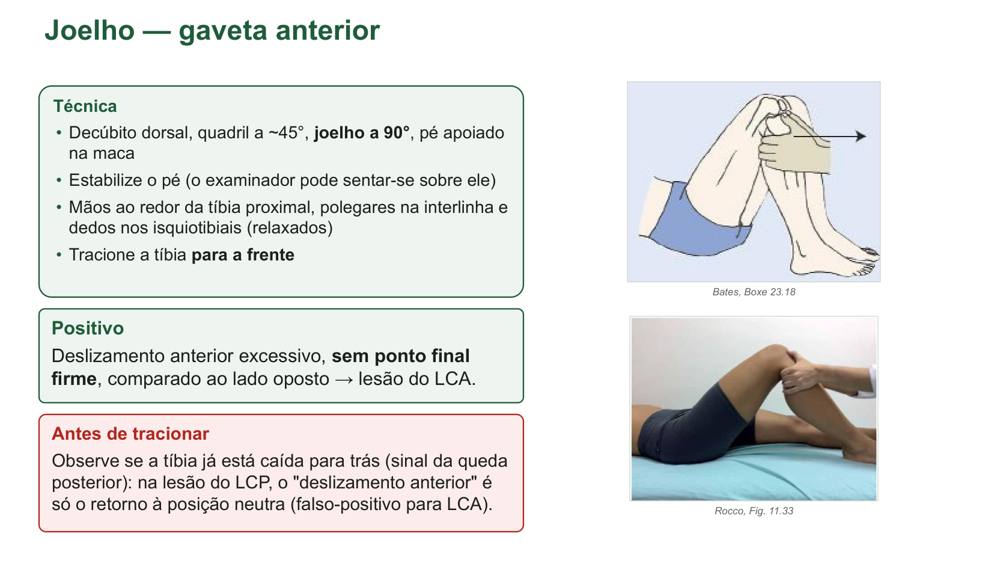 Joelho — gaveta anterior
Técnica
• Decúbito dorsal, quadril a ~45°, joelho a 90°, pé apoiado
na maca
• Estabilize o pé (o examinador pode sentar-se sobre ele)
• Mãos ao redor da tíbia proximal, polegares na interlinha e
dedos nos isquiotibiais (relaxados)
• Tracione a tíbia para a frente
Positivo
Deslizamento anterior excessivo, sem ponto final
firme, comparado ao lado oposto → lesão do LCA.
Antes de tracionar
Observe se a tíbia já está caída para trás (sinal da queda
posterior): na lesão do LCP, o "deslizamento anterior" é
só o retorno à posição neutra (falso-positivo para LCA).
Bates, Boxe 23.18
Rocco, Fig. 11.33